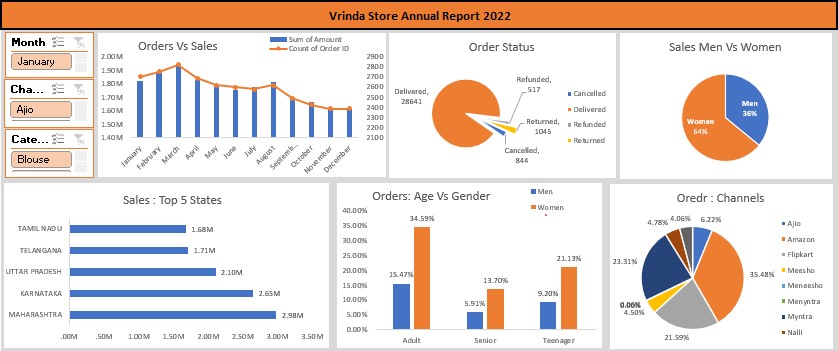 Vrinda Store Annual Report 2022
Month
January
Cha...
Ajio
Cate...
Blouse
Orders Vs Sales
Sum of Amount
Count of Order ID
2.00M
1.90M
1.80M
1.70M
1.60M
1.50M
1.40M
2900
2800
2700
2600
2500
2400
2300
2200
2100
January
February
March
April
May
June
July
August
Septemb...
October
November
December
Order Status
Delivered,
28641
Refunded,
517
Returned,
1045
Cancelled,
844
Cancelled
Delivered
Refunded
Returned
Sales Men Vs Women
Men
36%
Women
64%
Sales : Top 5 States
TAMIL NADU
1.68M
TELANGANA
1.71M
UTTAR PRADESH
2.10M
KARNATAKA
2.65M
MAHARASHTRA
2.98M
.00M .50M 1.00M 1.50M 2.00M 2.50M 3.00M 3.50M
Orders: Age Vs Gender
Men
Women
40.00%
35.00%
30.00%
25.00%
20.00%
15.00%
10.00%
5.00%
0.00%
15.47%
34.59%
5.91%
13.70%
9.20%
21.13%
Adult Senior Teenager
Oredr : Channels
4.78%
4.06%
6.22%
35.48%
21.59%
4.50%
0.06%
23.31%
Ajio
Amazon
Flipkart
Meesho
Meneesho
Menyntra
Myntra
Nalli